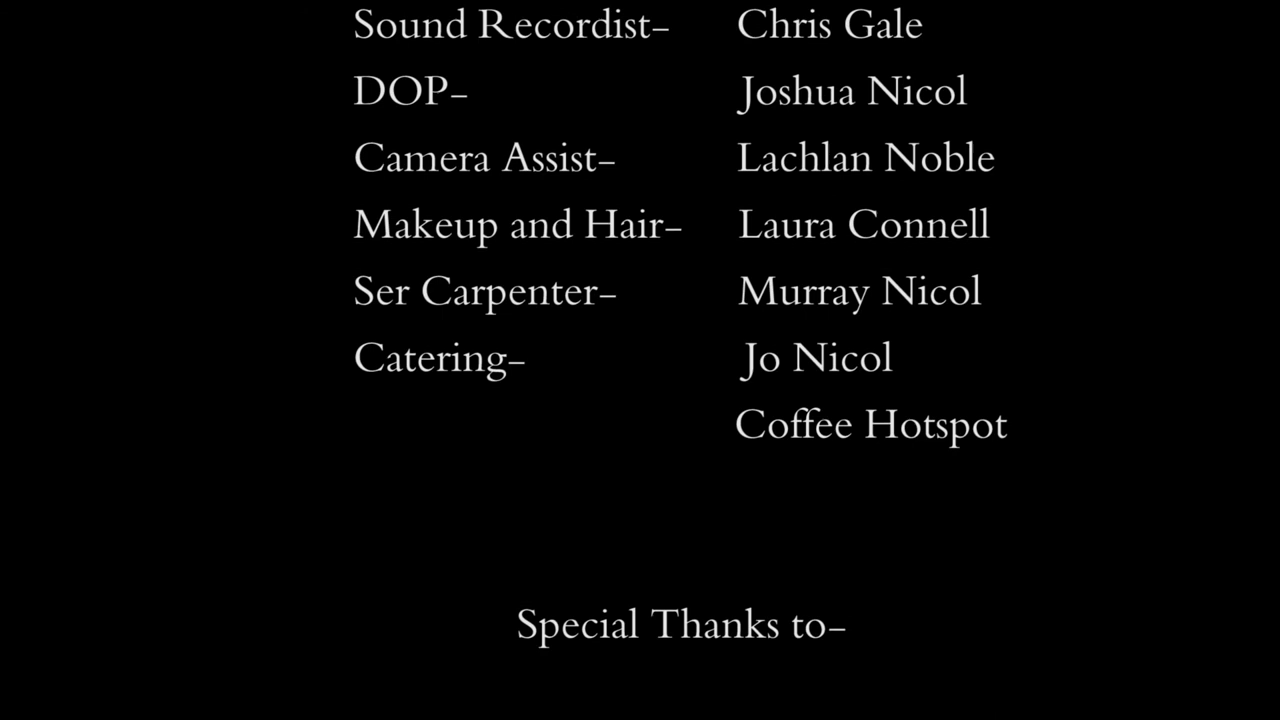 Sound Recordist- Chris Gale
DOP- Joshua Nicol
Camera Assist- Lachlan Noble
Makeup and Hair- Laura Connell
Ser Carpenter- Murray Nicol
Catering- Jo Nicol
Coffee Hotspot
Special Thanks to-